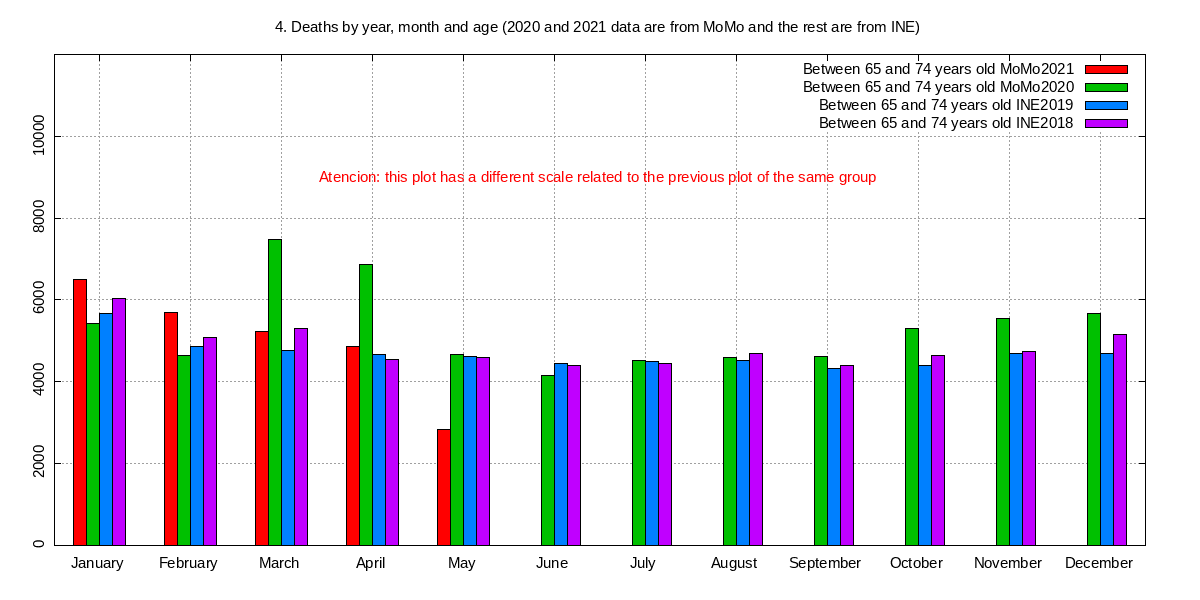 4. Deaths by year, month and age (2020 and 2021 data are from MoMo and the rest are from INE)
Between 65 and 74 years old MoMo2021
Between 65 and 74 years old MoMo2020
Between 65 and 74 years old INE2019
Between 65 and 74 years old INE2018
Atencion: this plot has a different scale related to the previous plot of the same group
10000
8000
6000
4000
2000
0
January February March April May June July August September October November December